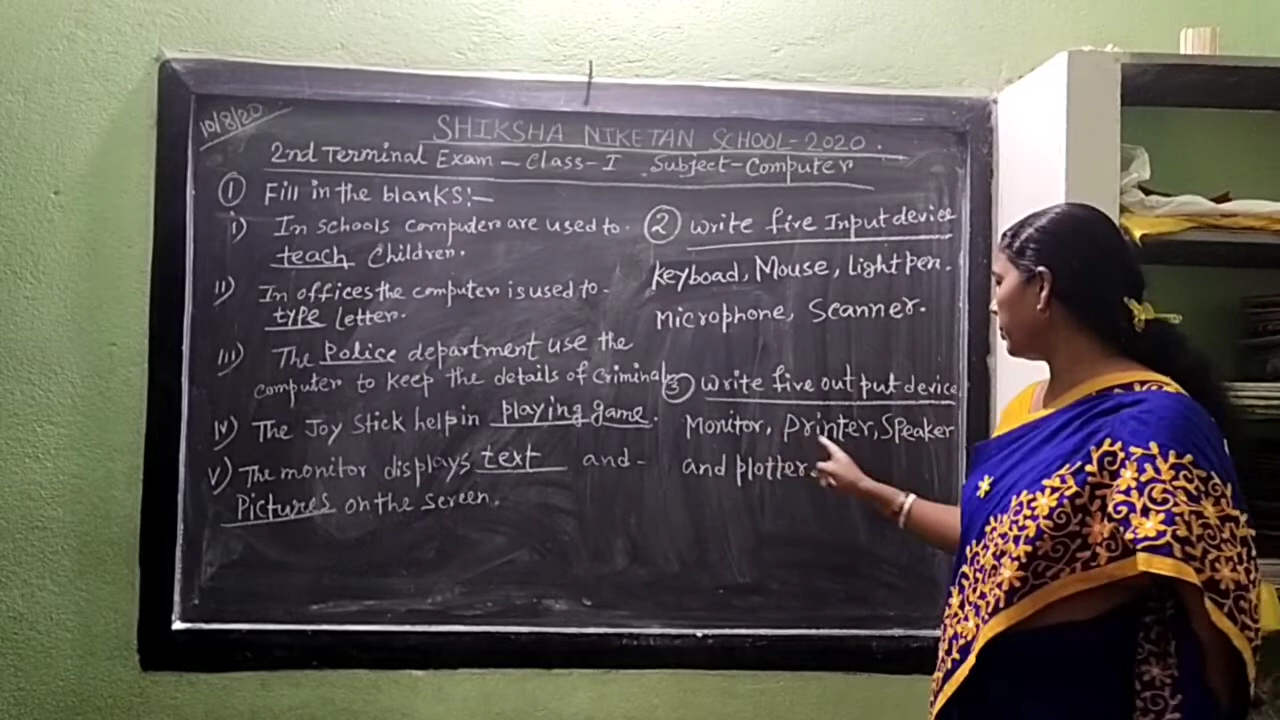 10/8/20
SHIKSHA NIKETAN SCHOOL-2020.
2nd Terminal Exam - Class-I Subject-Computer
① Fill in the blanks:-
i) In schools computer are used to.
teach children.
ii) In offices the computer is used to-
type letter.
iii) The Police department use the
computer to keep the details of Criminal
iv) The Joy Stick help in playing game.
v) The monitor displays text and-
Pictures on the screen.
② Write five Input device
Keyboad, Mouse, Light pen.
Microphone, Scanner.
③ Write five out put device
Monitor, Printer, Speaker
and plotter.